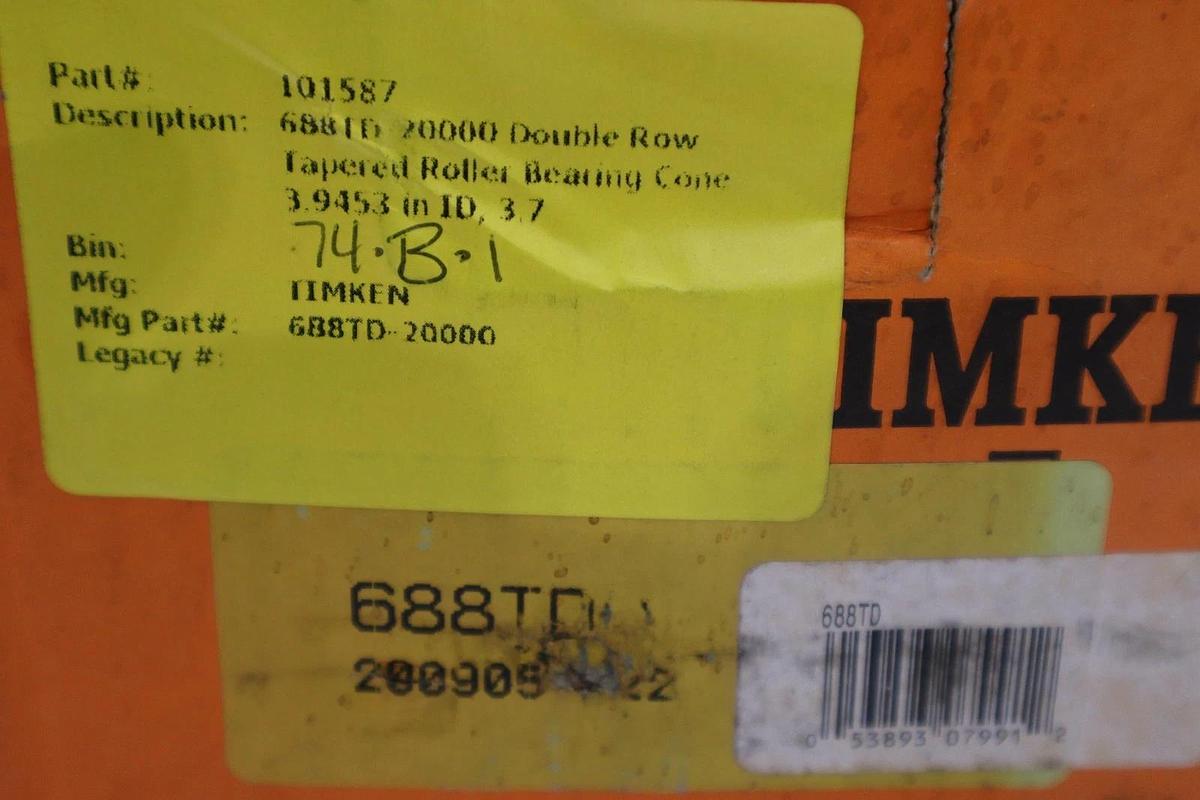 Part#: 101587
Description: 688TD-20000 Double Row
Tapered Roller Bearing Cone
3.9453 in ID, 3.7
Bin: 74·B·1
Mfg: TIMKEN
Mfg Part#: 688TD-20000
Legacy #:
IMKE
688TD
688TD
0 53893 07991 2